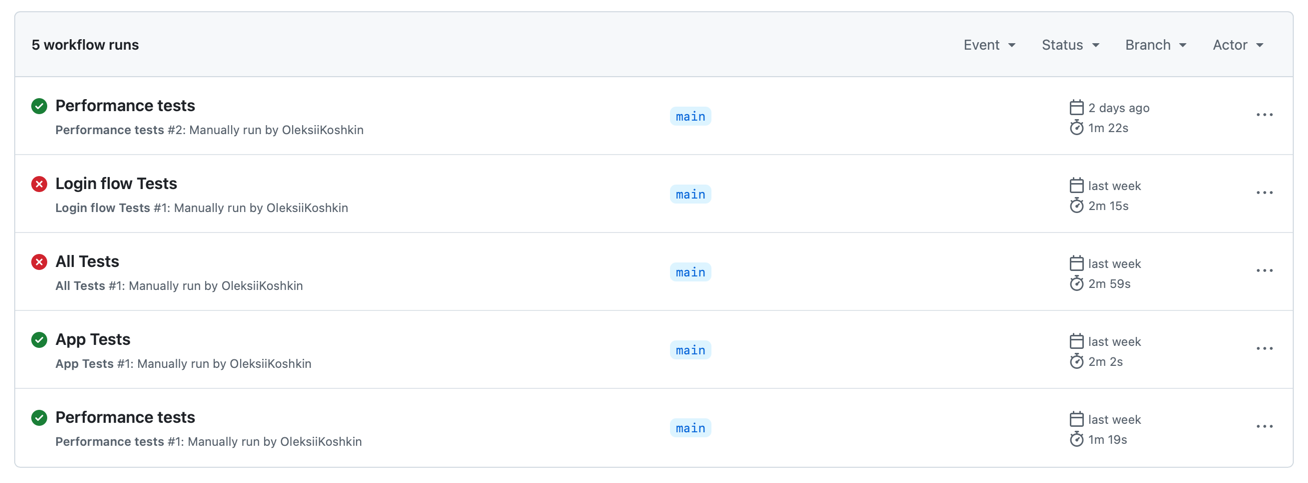 5 workflow runs
Event Status Branch Actor
Performance tests
Performance tests #2: Manually run by OleksiiKoshkin
main
2 days ago
1m 22s
Login flow Tests
Login flow Tests #1: Manually run by OleksiiKoshkin
main
last week
2m 15s
All Tests
All Tests #1: Manually run by OleksiiKoshkin
main
last week
2m 59s
App Tests
App Tests #1: Manually run by OleksiiKoshkin
main
last week
2m 2s
Performance tests
Performance tests #1: Manually run by OleksiiKoshkin
main
last week
1m 19s